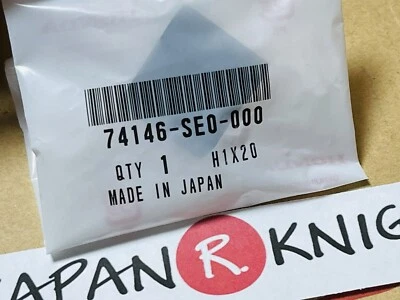 74146-SE0-000
QTY 1 H1X20
MADE IN JAPAN
JAPAN R. KNIG